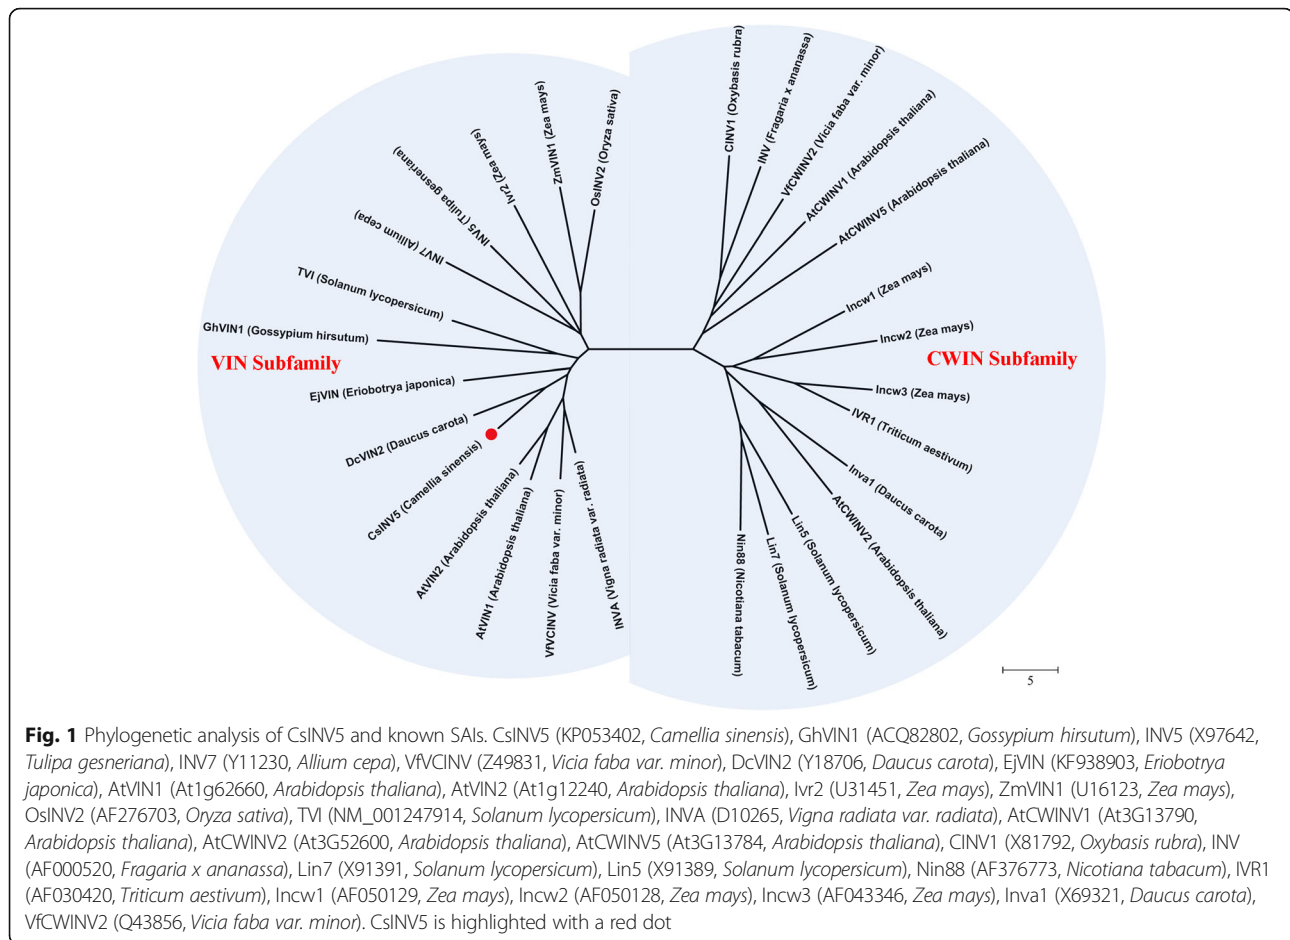 CINV1 (Oxybasis rubra)
INV (Fragaria x ananassa)
VfCWINV2 (Vicia faba var. minor)
AtCWINV1 (Arabidopsis thaliana)
AtCWINV5 (Arabidopsis thaliana)
Incw1 (Zea mays)
Incw2 (Zea mays)
CWIN Subfamily
Incw3 (Zea mays)
IVR1 (Triticum aestivum)
Inva1 (Daucus carota)
AtCWINV2 (Arabidopsis thaliana)
Lin5 (Solanum lycopersicum)
Lin7 (Solanum lycopersicum)
Nin88 (Nicotiana tabacum)
OsINV2 (Oryza sativa)
ZmVIN1 (Zea mays)
Ivr2 (Zea mays)
INV5 (Tulipa gesneriana)
INV7 (Allium cepa)
TVI (Solanum lycopersicum)
GhVIN1 (Gossypium hirsutum)
VIN Subfamily
EjVIN (Eriobotrya japonica)
DcVIN2 (Daucus carota)
CsINV5 (Camellia sinensis)
AtVIN2 (Arabidopsis thaliana)
AtVIN1 (Arabidopsis thaliana)
VfVCINV (Vicia faba var. minor)
INVA (Vigna radiata var. radiata)
5
Fig. 1 Phylogenetic analysis of CsINV5 and known SAIs. CsINV5 (KP053402, Camellia sinensis), GhVIN1 (ACQ82802, Gossypium hirsutum), INV5 (X97642,
Tulipa gesneriana), INV7 (Y11230, Allium cepa), VfVCINV (Z49831, Vicia faba var. minor), DcVIN2 (Y18706, Daucus carota), EjVIN (KF938903, Eriobotrya
japonica), AtVIN1 (At1g62660, Arabidopsis thaliana), AtVIN2 (At1g12240, Arabidopsis thaliana), Ivr2 (U31451, Zea mays), ZmVIN1 (U16123, Zea mays),
OsINV2 (AF276703, Oryza sativa), TVI (NM_001247914, Solanum lycopersicum), INVA (D10265, Vigna radiata var. radiata), AtCWINV1 (At3G13790,
Arabidopsis thaliana), AtCWINV2 (At3G52600, Arabidopsis thaliana), AtCWINV5 (At3G13784, Arabidopsis thaliana), CINV1 (X81792, Oxybasis rubra), INV
(AF000520, Fragaria x ananassa), Lin7 (X91391, Solanum lycopersicum), Lin5 (X91389, Solanum lycopersicum), Nin88 (AF376773, Nicotiana tabacum), IVR1
(AF030420, Triticum aestivum), Incw1 (AF050129, Zea mays), Incw2 (AF050128, Zea mays), Incw3 (AF043346, Zea mays), Inva1 (X69321, Daucus carota),
VfCWINV2 (Q43856, Vicia faba var. minor). CsINV5 is highlighted with a red dot